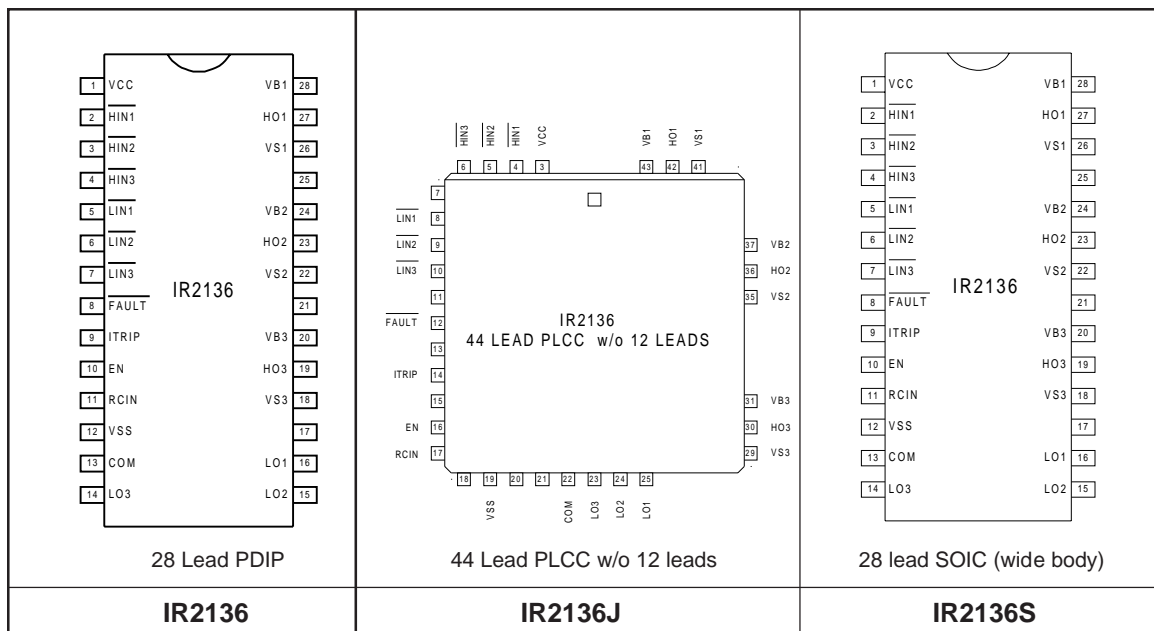 1 VCC VB1 28
2 HIN1 HO1 27
3 HIN2 VS1 26
4 HIN3 25
5 LIN1 VB2 24
6 LIN2 HO2 23
7 LIN3 VS2 22
IR2136
8 FAULT 21
9 ITRIP VB3 20
10 EN HO3 19
11 RCIN VS3 18
12 VSS 17
13 COM LO1 16
14 LO3 LO2 15
28 Lead PDIP
IR2136
HIN3 HIN2 HIN1 VCC VB1 HO1 VS1
6 5 4 3 43 42 41
7
LIN1 8
LIN2 9 37 VB2
LIN3 10 36 HO2
11 35 VS2
IR2136
FAULT 12
44 LEAD PLCC w/o 12 LEADS
13
ITRIP 14
15 31 VB3
EN 16 30 HO3
RCIN 17 29 VS3
18 19 20 21 22 23 24 25
VSS COM LO3 LO2 LO1
44 Lead PLCC w/o 12 leads
IR2136J
1 VCC VB1 28
2 HIN1 HO1 27
3 HIN2 VS1 26
4 HIN3 25
5 LIN1 VB2 24
6 LIN2 HO2 23
7 LIN3 VS2 22
IR2136
8 FAULT 21
9 ITRIP VB3 20
10 EN HO3 19
11 RCIN VS3 18
12 VSS 17
13 COM LO1 16
14 LO3 LO2 15
28 lead SOIC (wide body)
IR2136S